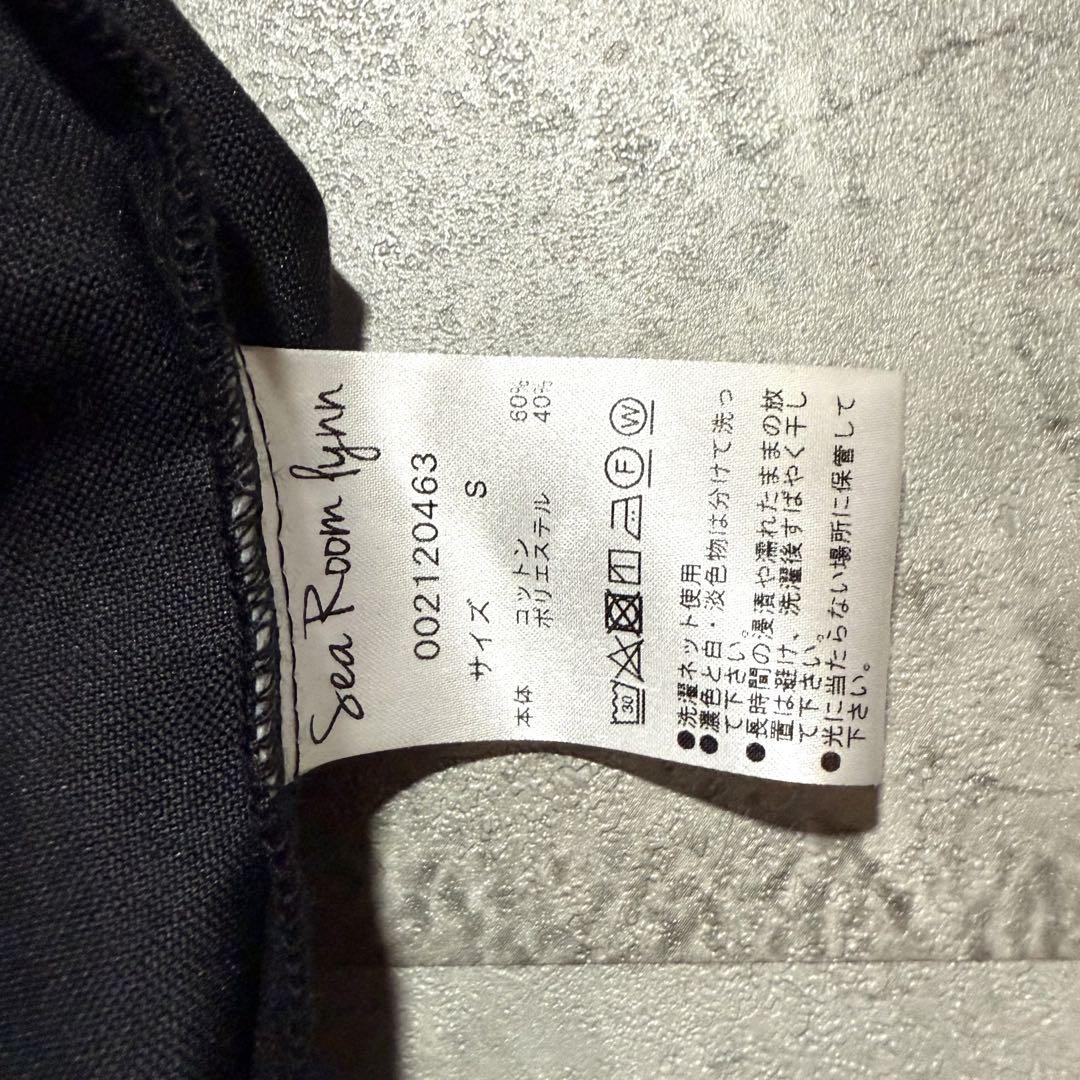 Sea Room lynn
002120463
サイズ S
本体 コットン 60%
ポリエステル 40%
30 F W
●洗濯ネット使用
●濃色と白・淡色物は分けて洗っ
て下さい。
●長時間の浸漬や濡れたままの放
置は避け、洗濯後すばやく干し
て下さい。
●光に当たらない場所に保管して
下さい。